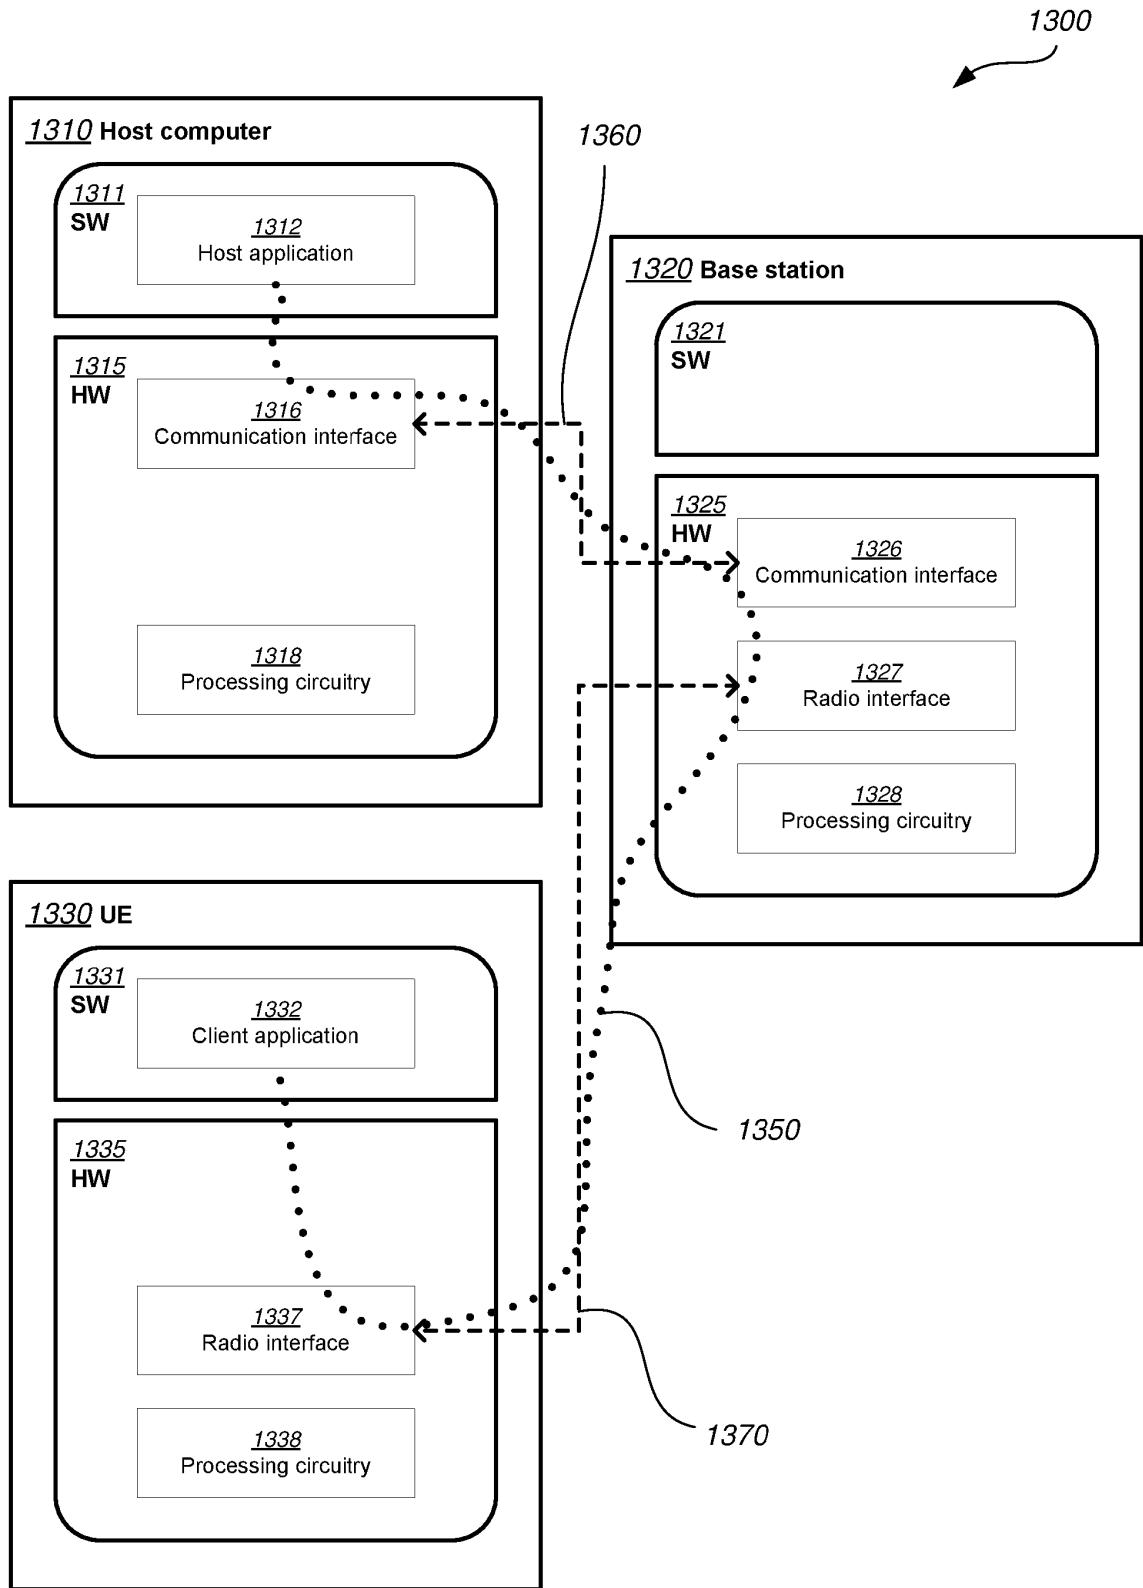 1300
1310 Host computer
1311
SW
1312
Host application
1315
HW
1316
Communication interface
1318
Processing circuitry
1360
1320 Base station
1321
SW
1325
HW
1326
Communication interface
1327
Radio interface
1328
Processing circuitry
1330 UE
1331
SW
1332
Client application
1335
HW
1337
Radio interface
1338
Processing circuitry
1350
1370